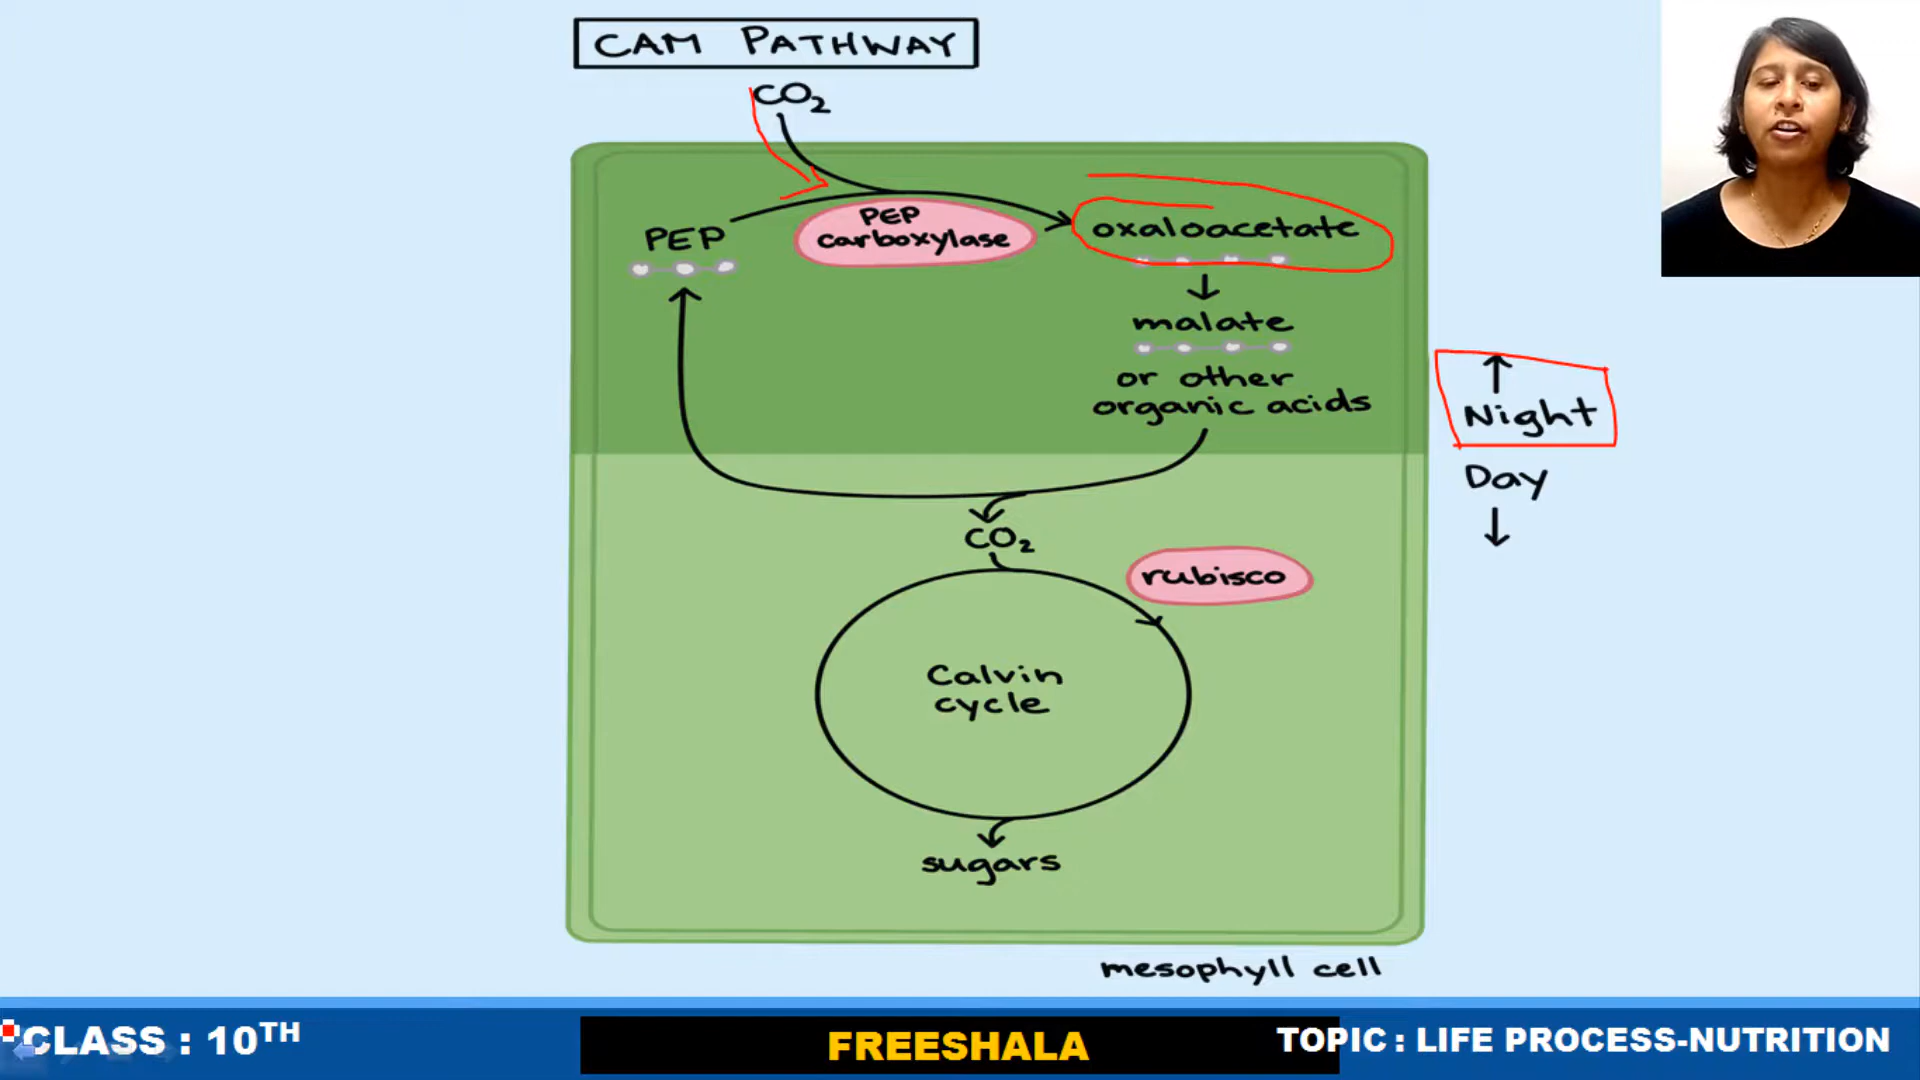 CAM PATHWAY
CO2
PEP
PEP
carboxylase
oxaloacetate
malate
or other
organic acids
Night
Day
CO2
rubisco
Calvin
cycle
sugars
mesophyll cell
CLASS : 10TH
FREESHALA
TOPIC : LIFE PROCESS-NUTRITION